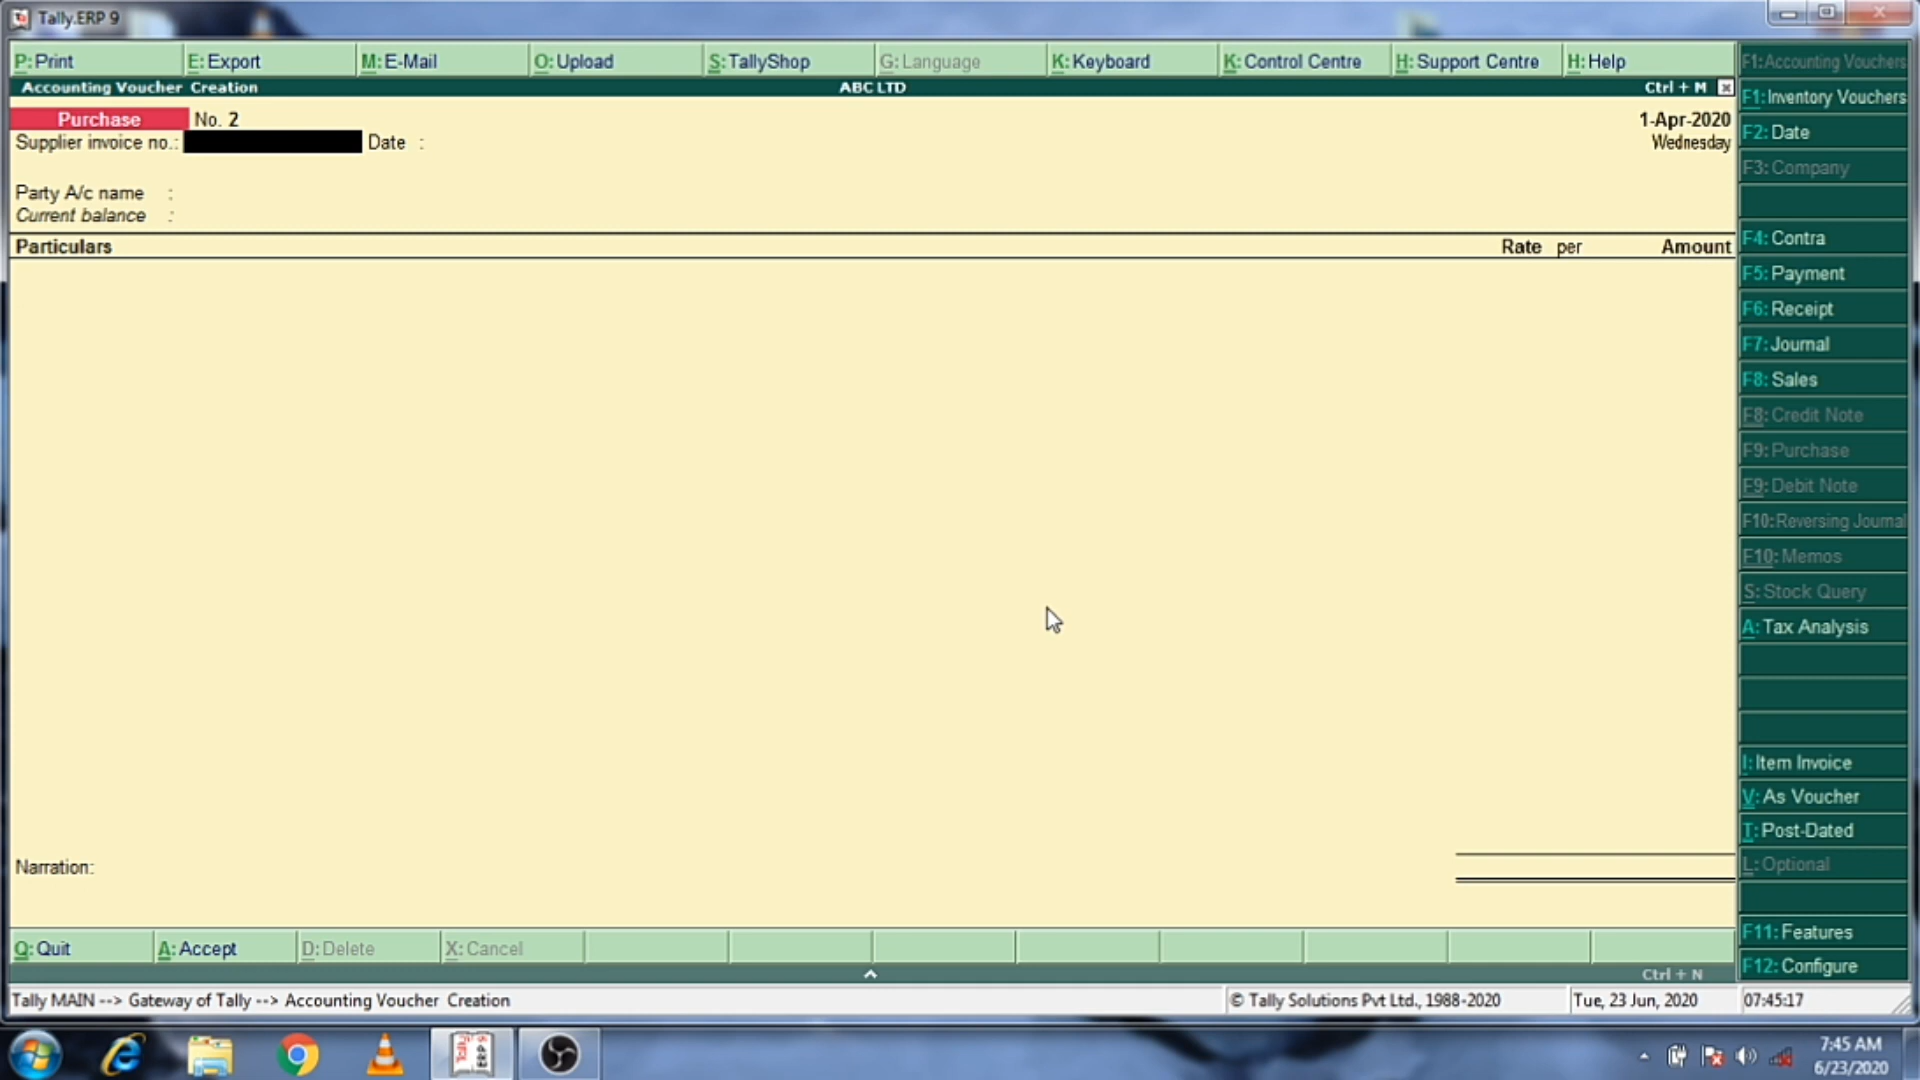 Tally.ERP 9
P: Print E: Export M: E-Mail O: Upload S: TallyShop G: Language K: Keyboard K: Control Centre H: Support Centre H: Help
Accounting Voucher Creation ABC LTD Ctrl + M
Purchase No. 2 1-Apr-2020
Supplier invoice no.: Date : Wednesday
Party A/c name :
Current balance :
Particulars Rate per Amount
Narration:
F1: Accounting Vouchers
F1: Inventory Vouchers
F2: Date
F3: Company
F4: Contra
F5: Payment
F6: Receipt
F7: Journal
F8: Sales
F8: Credit Note
F9: Purchase
F9: Debit Note
F10: Reversing Journal
F10: Memos
S: Stock Query
A: Tax Analysis
I: Item Invoice
V: As Voucher
T: Post-Dated
L: Optional
F11: Features
F12: Configure
Q: Quit A: Accept D: Delete X: Cancel
Ctrl + N
Tally MAIN --> Gateway of Tally --> Accounting Voucher Creation © Tally Solutions Pvt Ltd., 1988-2020 Tue, 23 Jun, 2020 07:45:17
Tally ERP 9
7:45 AM
6/23/2020